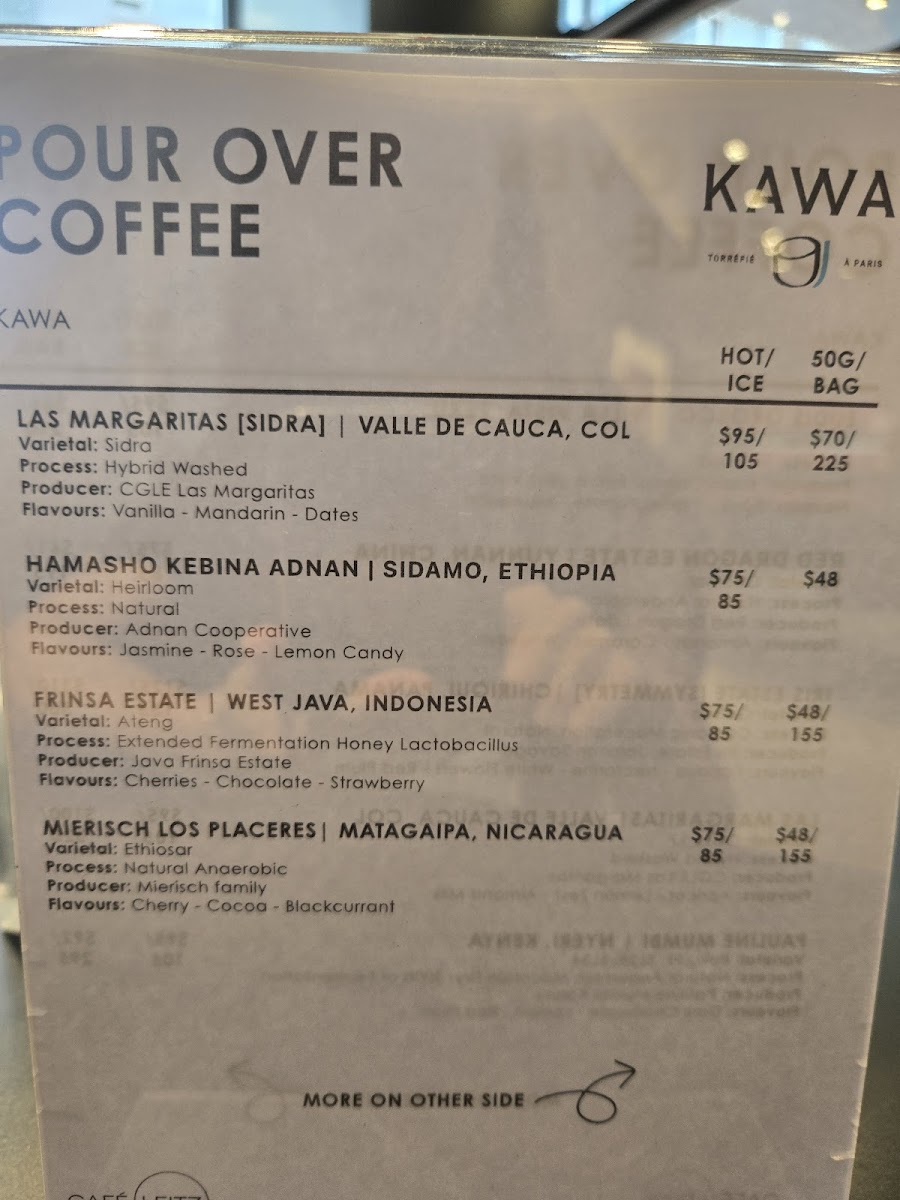 POUR OVER
COFFEE
KAWA
TORRÉFIÉ À PARIS
KAWA
HOT/ 50G/
ICE BAG
LAS MARGARITAS [SIDRA] | VALLE DE CAUCA, COL $95/ $70/
Varietal: Sidra 105 225
Process: Hybrid Washed
Producer: CGLE Las Margaritas
Flavours: Vanilla - Mandarin - Dates
HAMASHO KEBINA ADNAN | SIDAMO, ETHIOPIA $75/ $48
Varietal: Heirloom 85
Process: Natural
Producer: Adnan Cooperative
Flavours: Jasmine - Rose - Lemon Candy
FRINSA ESTATE | WEST JAVA, INDONESIA $75/ $48/
Varietal: Ateng 85 155
Process: Extended Fermentation Honey Lactobacillus
Producer: Java Frinsa Estate
Flavours: Cherries - Chocolate - Strawberry
MIERISCH LOS PLACERES| MATAGAIPA, NICARAGUA $75/ $48/
Varietal: Ethiosar 85 155
Process: Natural Anaerobic
Producer: Mierisch family
Flavours: Cherry - Cocoa - Blackcurrant
MORE ON OTHER SIDE
CAFÉ LEITZ